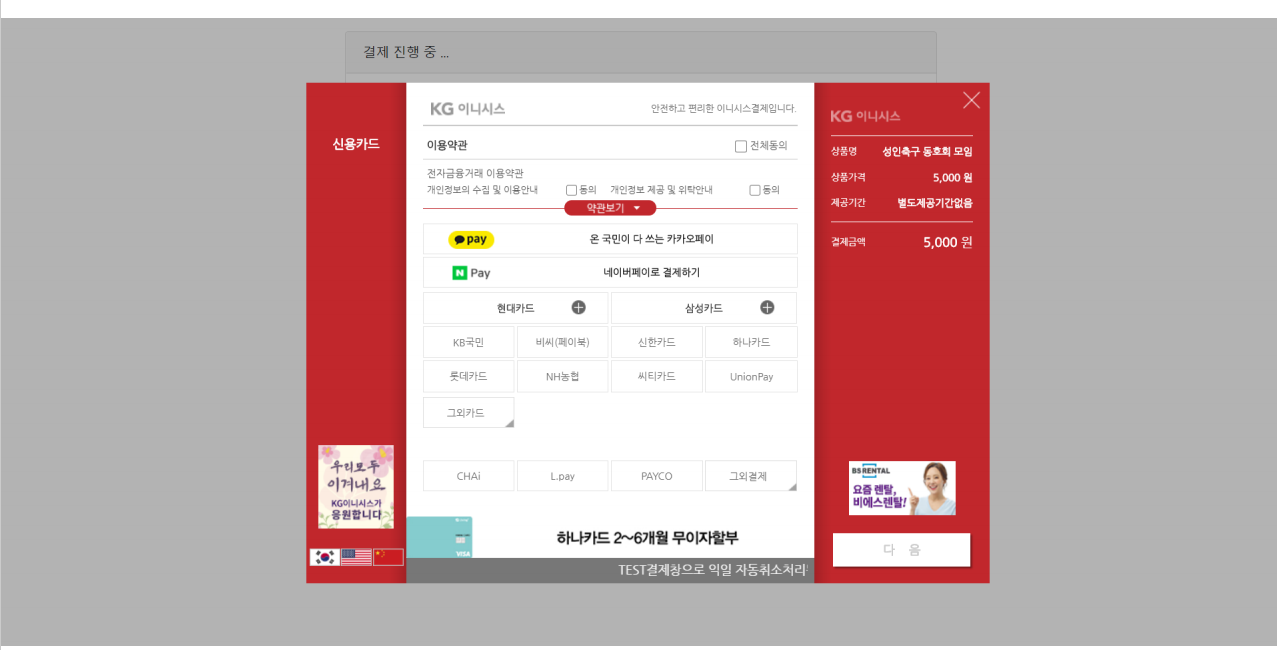 결제 진행 중 ...
신용카드
KG 이니시스
안전하고 편리한 이니시스결제입니다.
이용약관
전체동의
전자금융거래 이용약관
개인정보의 수집 및 이용안내
동의
개인정보 제공 및 위탁안내
동의
약관보기
pay
온 국민이 다 쓰는 카카오페이
N Pay
네이버페이로 결제하기
현대카드
삼성카드
KB국민
비씨(페이북)
신한카드
하나카드
롯데카드
NH농협
씨티카드
UnionPay
그외카드
CHAi
L.pay
PAYCO
그외결제
VISA
하나카드 2~6개월 무이자할부
TEST결제창으로 익일 자동취소처리
KG 이니시스
상품명
성인축구 동호회 모임
상품가격
5,000 원
제공기간
별도제공기간없음
결제금액
5,000 원
우리모두
이겨내요
KG이니시스가
응원합니다
BS RENTAL
요즘 렌탈,
비에스렌탈!
다 음